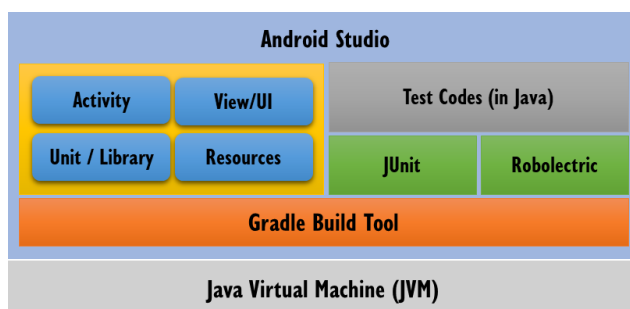 Android Studio
Activity
View/UI
Unit / Library
Resources
Test Codes (in Java)
JUnit
Robolectric
Gradle Build Tool
Java Virtual Machine (JVM)